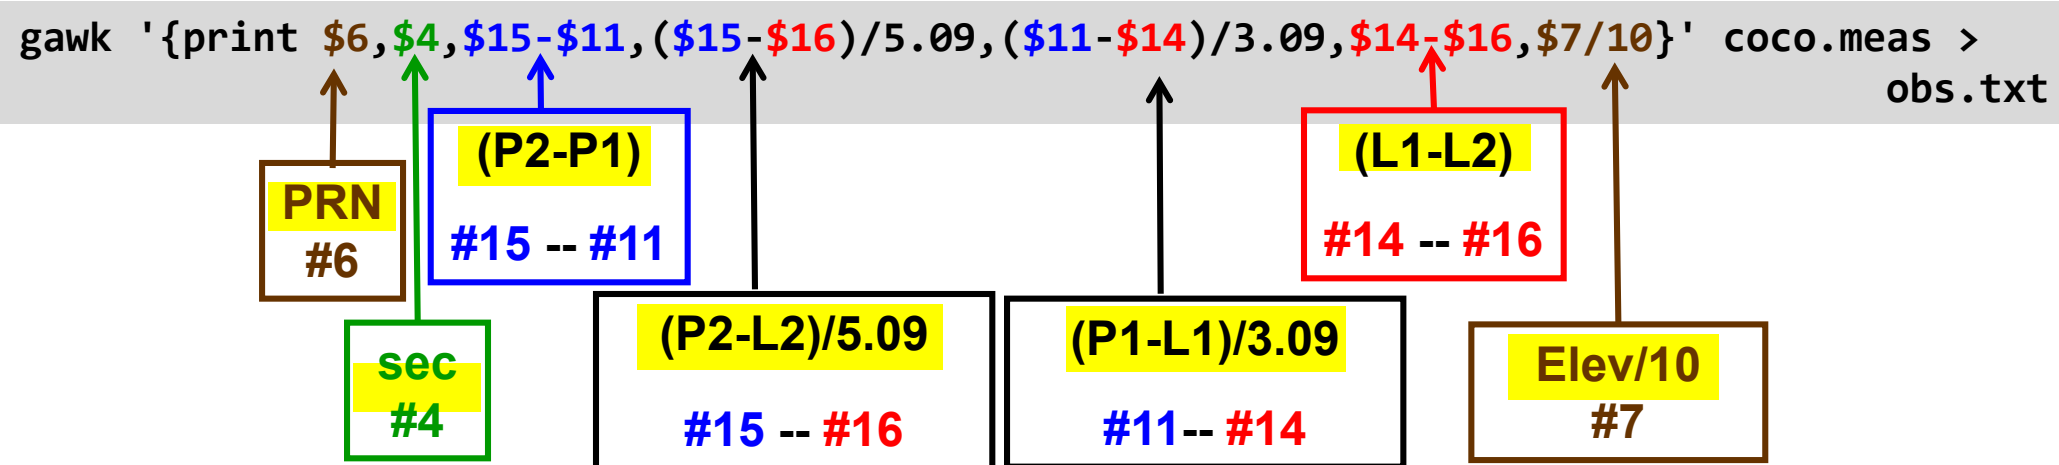 gawk '{print $6,$4,$15-$11,($15-$16)/5.09,($11-$14)/3.09,$14-$16,$7/10}' coco.meas >
obs.txt
PRN
#6
sec
#4
(P2-P1)
#15 -- #11
(P2-L2)/5.09
#15 -- #16
(P1-L1)/3.09
#11-- #14
(L1-L2)
#14 -- #16
Elev/10
#7